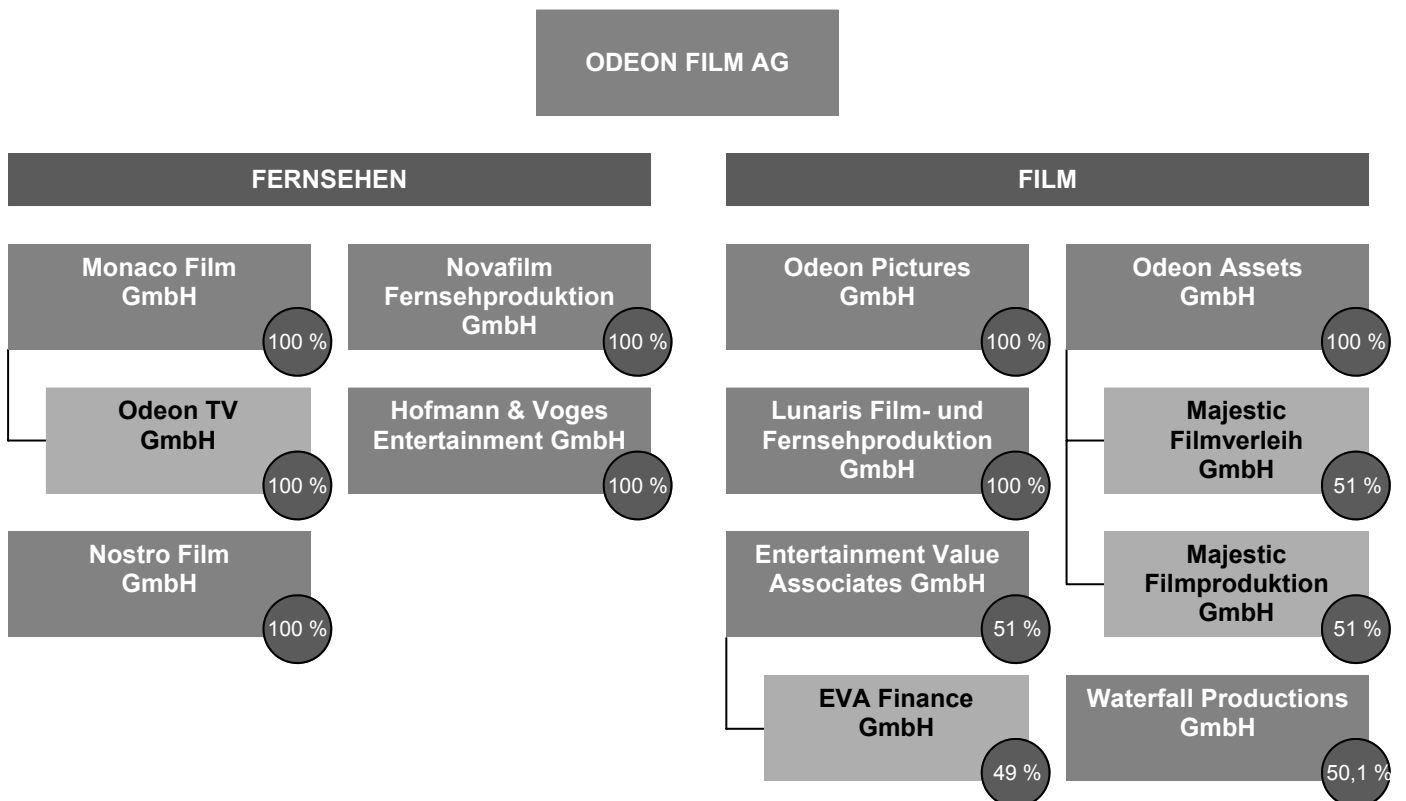 ODEON FILM AG
FERNSEHEN
Monaco Film
GmbH
100 %
Novafilm
Fernsehproduktion
GmbH
100 %
Odeon TV
GmbH
100 %
Hofmann & Voges
Entertainment GmbH
100 %
Nostro Film
GmbH
100 %
FILM
Odeon Pictures
GmbH
100 %
Odeon Assets
GmbH
100 %
Lunaris Film- und
Fernsehproduktion
GmbH
100 %
Majestic
Filmverleih
GmbH
51 %
Entertainment Value
Associates GmbH
51 %
Majestic
Filmproduktion
GmbH
51 %
EVA Finance
GmbH
49 %
Waterfall Productions
GmbH
50,1 %